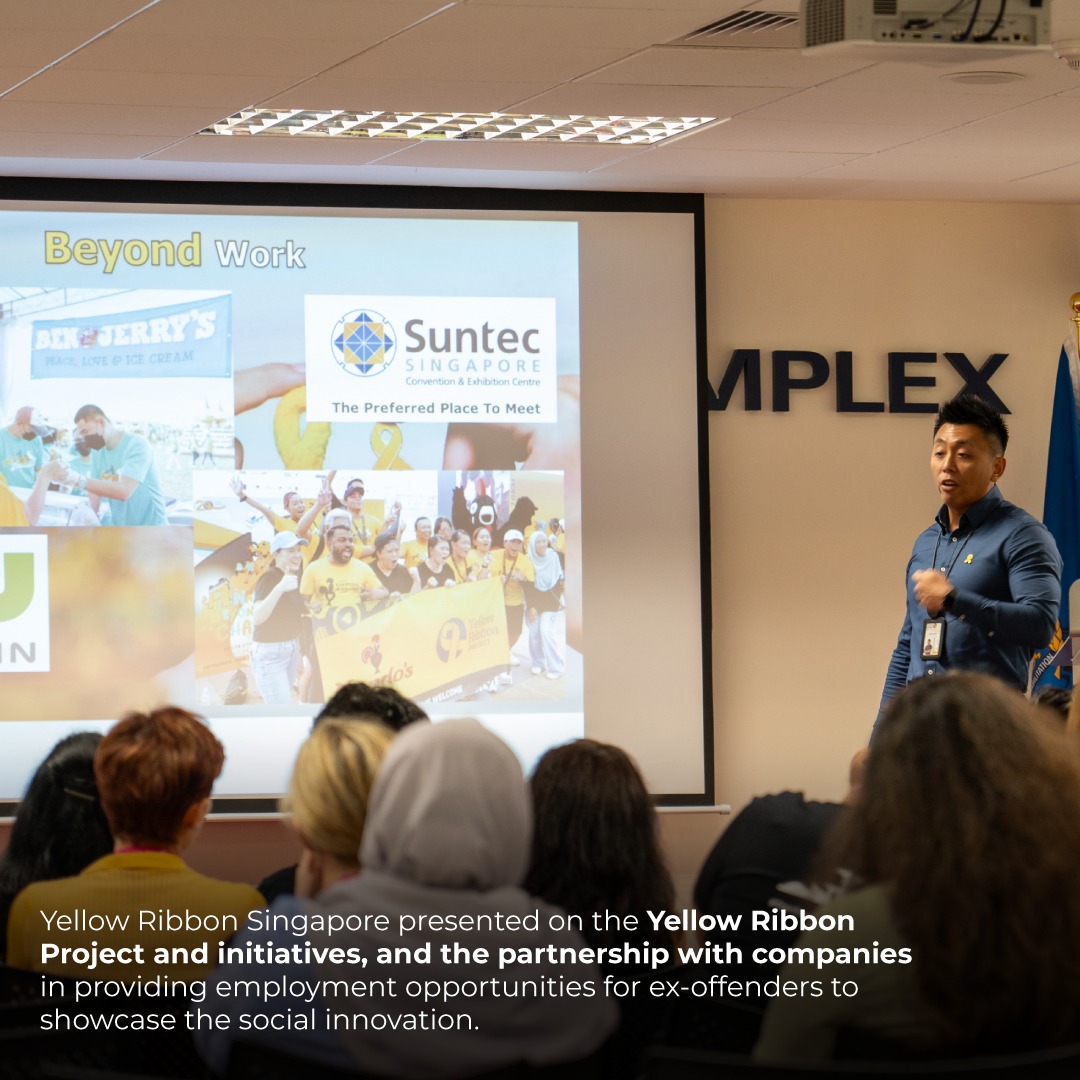 Beyond Work
BEN & JERRY'S
PEACE, LOVE & ICE CREAM
Suntec
SINGAPORE
Convention & Exhibition Centre
The Preferred Place To Meet
MPLEX
Yellow
Ribbon
Yellow Ribbon Singapore presented on the Yellow Ribbon
Project and initiatives, and the partnership with companies
in providing employment opportunities for ex-offenders to
showcase the social innovation.